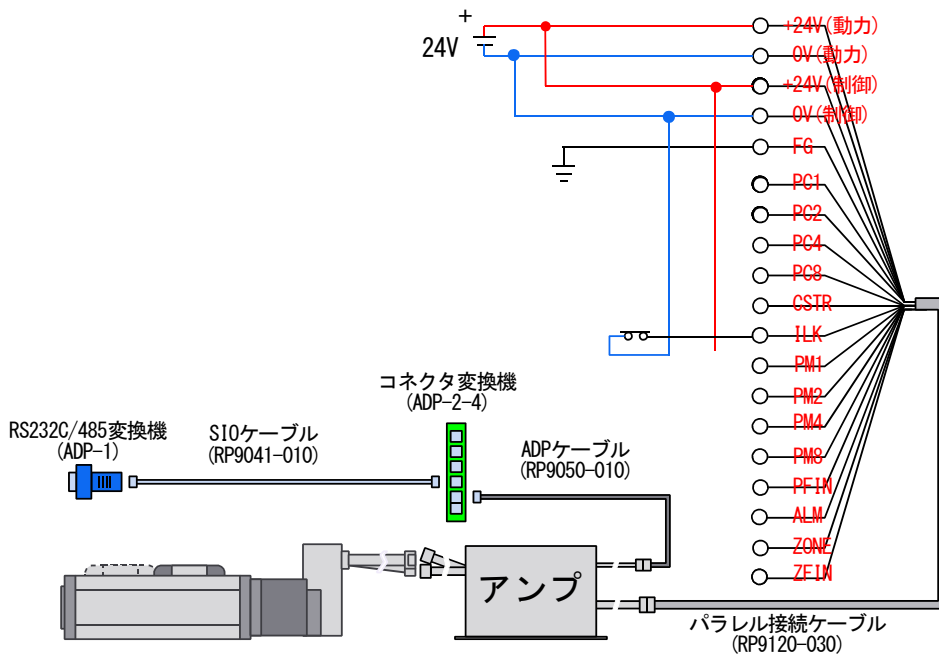 +
24V
+24V(動力)
0V(動力)
+24V(制御)
0V(制御)
FG
PC1
PC2
PC4
PC8
CSTR
ILK
PM1
PM2
PM4
PM8
PFIN
ALM
ZONE
ZFIN
コネクタ変換機
(ADP-2-4)
RS232C/485変換機
(ADP-1)
SIOケーブル
(RP9041-010)
ADPケーブル
(RP9050-010)
アンプ
パラレル接続ケーブル
(RP9120-030)